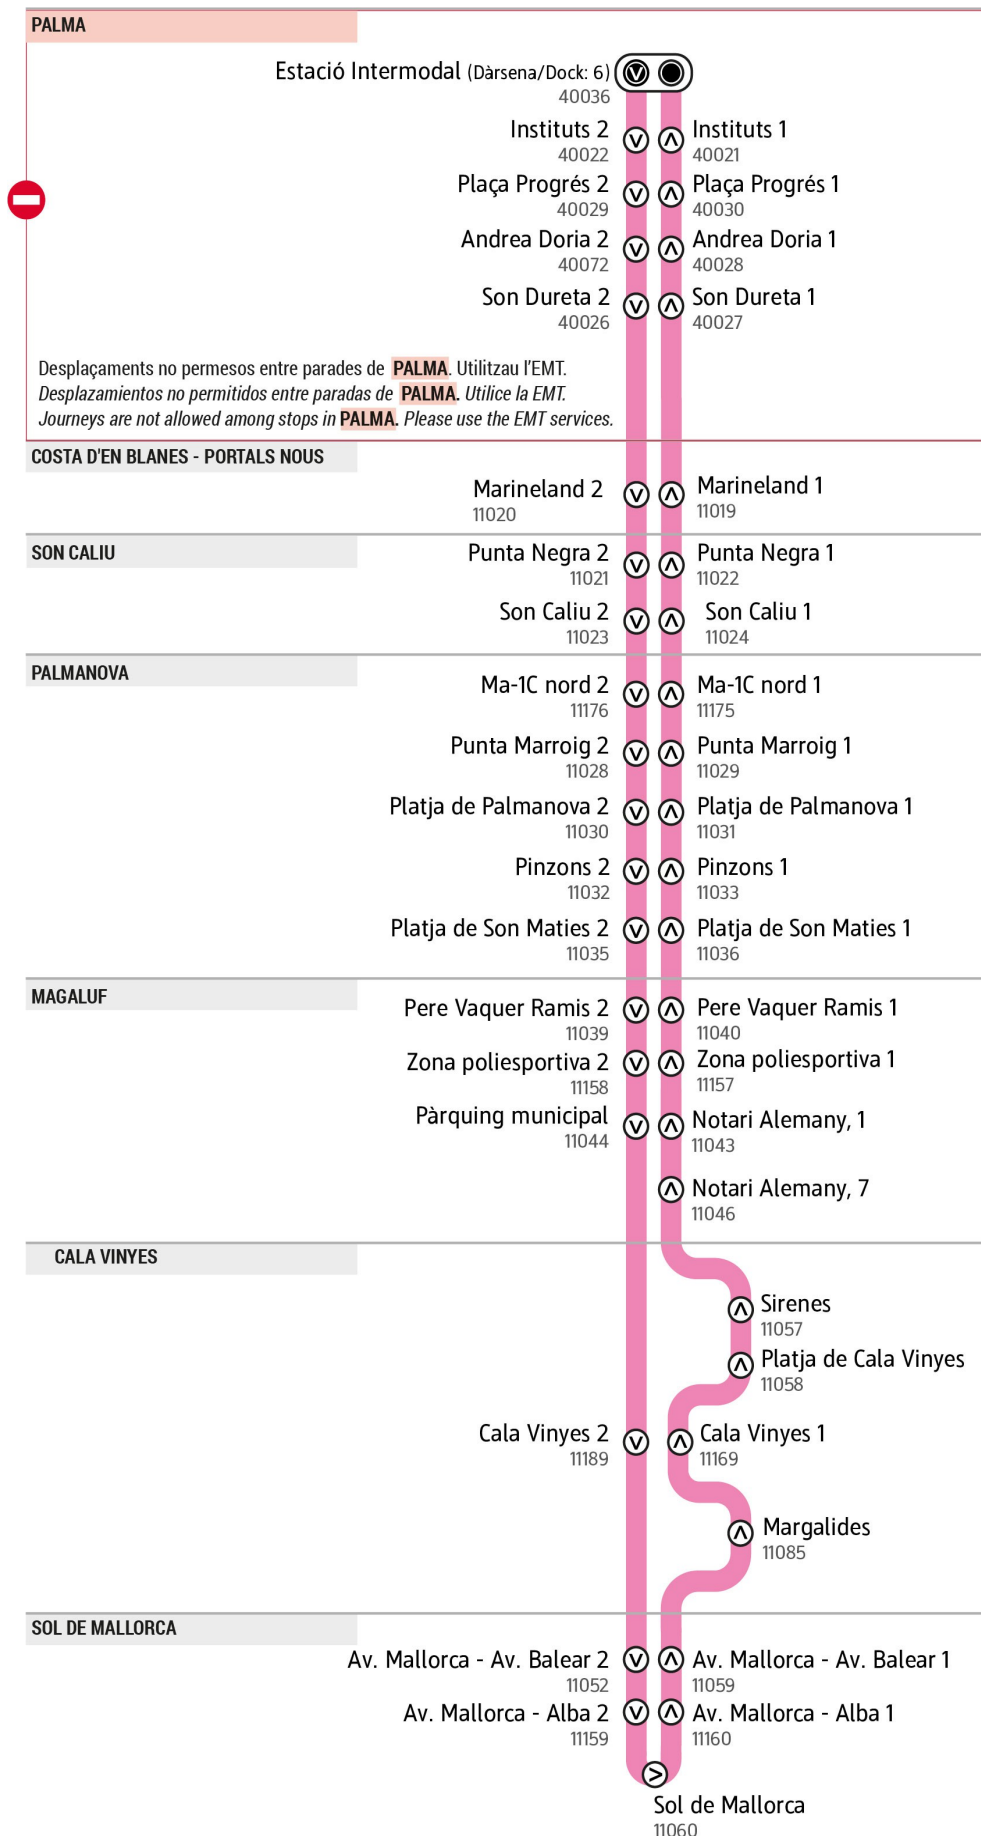 PALMA
Estació Intermodal (Dàrsena/Dock: 6)
40036
Instituts 2
40022
Instituts 1
40021
Plaça Progrés 2
40029
Plaça Progrés 1
40030
Andrea Doria 2
40072
Andrea Doria 1
40028
Son Dureta 2
40026
Son Dureta 1
40027
Desplaçaments no permesos entre parades de PALMA. Utilitzau l'EMT.
Desplazamientos no permitidos entre paradas de PALMA. Utilice la EMT.
Journeys are not allowed among stops in PALMA. Please use the EMT services.
COSTA D'EN BLANES - PORTALS NOUS
Marineland 2
11020
Marineland 1
11019
SON CALIU
Punta Negra 2
11021
Punta Negra 1
11022
Son Caliu 2
11023
Son Caliu 1
11024
PALMANOVA
Ma-1C nord 2
11176
Ma-1C nord 1
11175
Punta Marroig 2
11028
Punta Marroig 1
11029
Platja de Palmanova 2
11030
Platja de Palmanova 1
11031
Pinzons 2
11032
Pinzons 1
11033
Platja de Son Maties 2
11035
Platja de Son Maties 1
11036
MAGALUF
Pere Vaquer Ramis 2
11039
Pere Vaquer Ramis 1
11040
Zona poliesportiva 2
11158
Zona poliesportiva 1
11157
Pàrquing municipal
11044
Notari Alemany, 1
11043
Notari Alemany, 7
11046
CALA VINYES
Sirenes
11057
Platja de Cala Vinyes
11058
Cala Vinyes 2
11189
Cala Vinyes 1
11169
Margalides
11085
SOL DE MALLORCA
Av. Mallorca - Av. Balear 2
11052
Av. Mallorca - Av. Balear 1
11059
Av. Mallorca - Alba 2
11159
Av. Mallorca - Alba 1
11160
Sol de Mallorca
11060